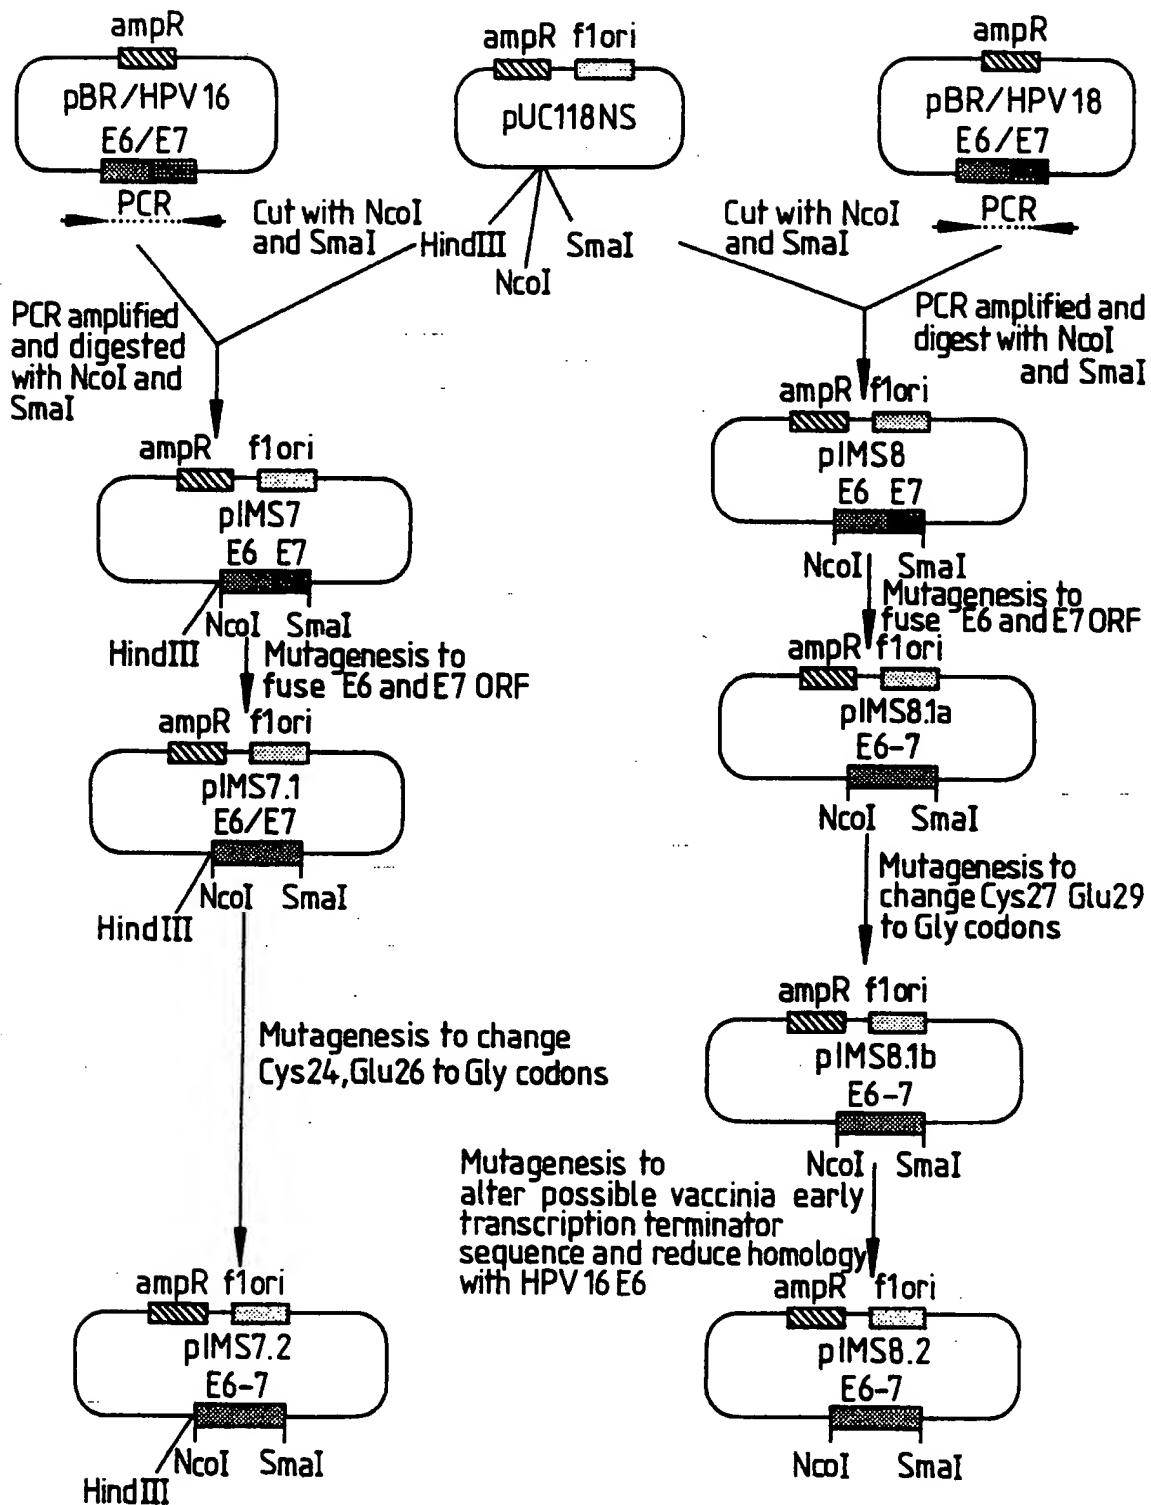 ampR
pBR/HPV16
E6/E7
PCR
ampR f1ori
pUC118NS
HindIII
NcoI
SmaI
ampR
pBR/HPV18
E6/E7
PCR
Cut with NcoI
and SmaI
Cut with NcoI
and SmaI
PCR amplified
and digested
with NcoI and
SmaI
PCR amplified and
digest with NcoI
and SmaI
ampR f1ori
pIMS7
E6 E7
NcoI SmaI
HindIII
Mutagenesis to
fuse E6 and E7 ORF
ampR f1ori
pIMS7.1
E6/E7
NcoI SmaI
HindIII
Mutagenesis to change
Cys24,Glu26 to Gly codons
ampR f1ori
pIMS7.2
E6-7
NcoI SmaI
HindIII
ampR f1ori
pIMS8
E6 E7
NcoI SmaI
Mutagenesis to
fuse E6 and E7 ORF
ampR f1ori
pIMS8.1a
E6-7
NcoI SmaI
Mutagenesis to
change Cys27 Glu29
to Gly codons
ampR f1ori
pIMS8.1b
E6-7
NcoI SmaI
Mutagenesis to
alter possible vaccinia early
transcription terminator
sequence and reduce homology
with HPV 16 E6
ampR f1ori
pIMS8.2
E6-7
NcoI SmaI